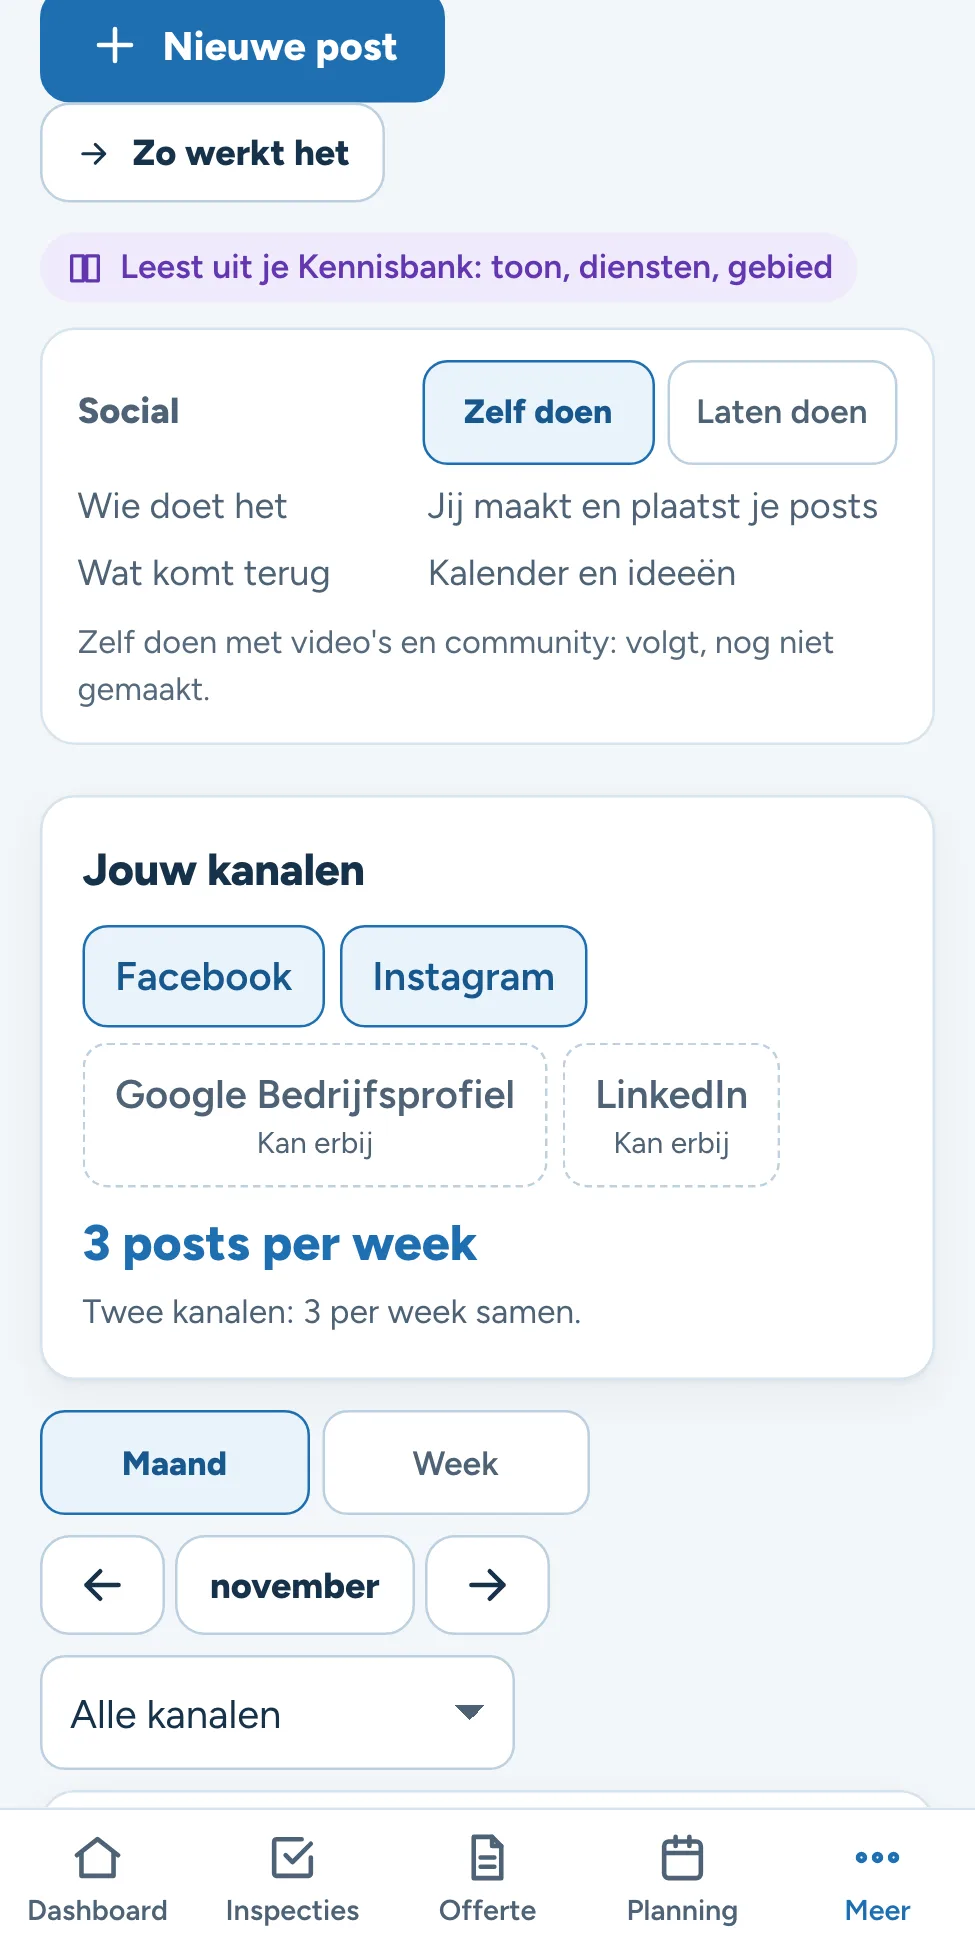 Nieuwe post
Zo werkt het
Leest uit je Kennisbank: toon, diensten, gebied
Social
Zelf doen
Laten doen
Wie doet het
Jij maakt en plaatst je posts
Wat komt terug
Kalender en ideeën
Zelf doen met video's en community: volgt, nog niet
gemaakt.
Jouw kanalen
Facebook
Instagram
Google Bedrijfsprofiel
Kan erbij
LinkedIn
Kan erbij
3 posts per week
Twee kanalen: 3 per week samen.
Maand
Week
november
Alle kanalen
Dashboard
Inspecties
Offerte
Planning
Meer